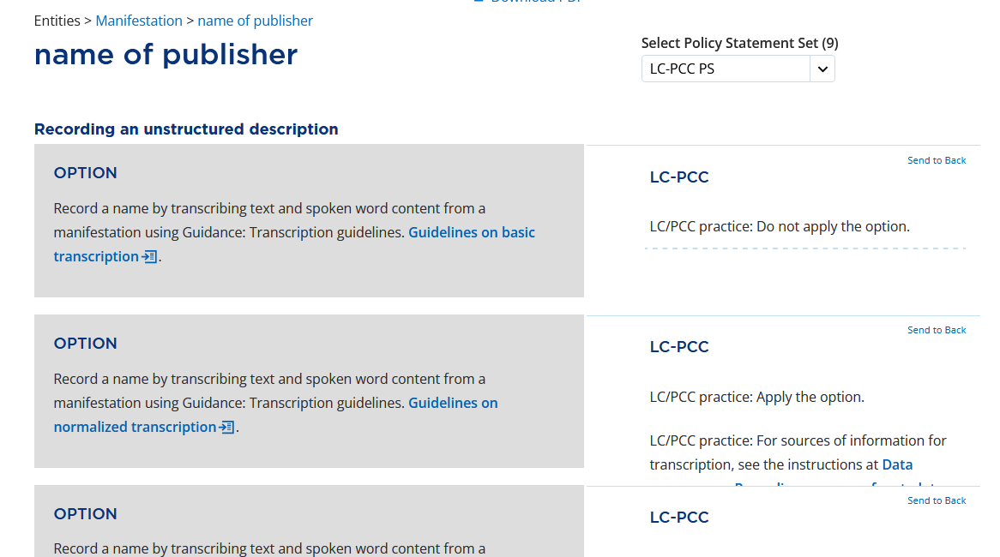 Download PDF
Entities > Manifestation > name of publisher
name of publisher
Select Policy Statement Set (9)
LC-PCC PS
Recording an unstructured description
OPTION
Record a name by transcribing text and spoken word content from a
manifestation using Guidance: Transcription guidelines. Guidelines on basic
transcription.
Send to Back
LC-PCC
LC/PCC practice: Do not apply the option.
OPTION
Record a name by transcribing text and spoken word content from a
manifestation using Guidance: Transcription guidelines. Guidelines on
normalized transcription.
Send to Back
LC-PCC
LC/PCC practice: Apply the option.
LC/PCC practice: For sources of information for
transcription, see the instructions at Data
OPTION
Record a name by transcribing text and spoken word content from a
Send to Back
LC-PCC